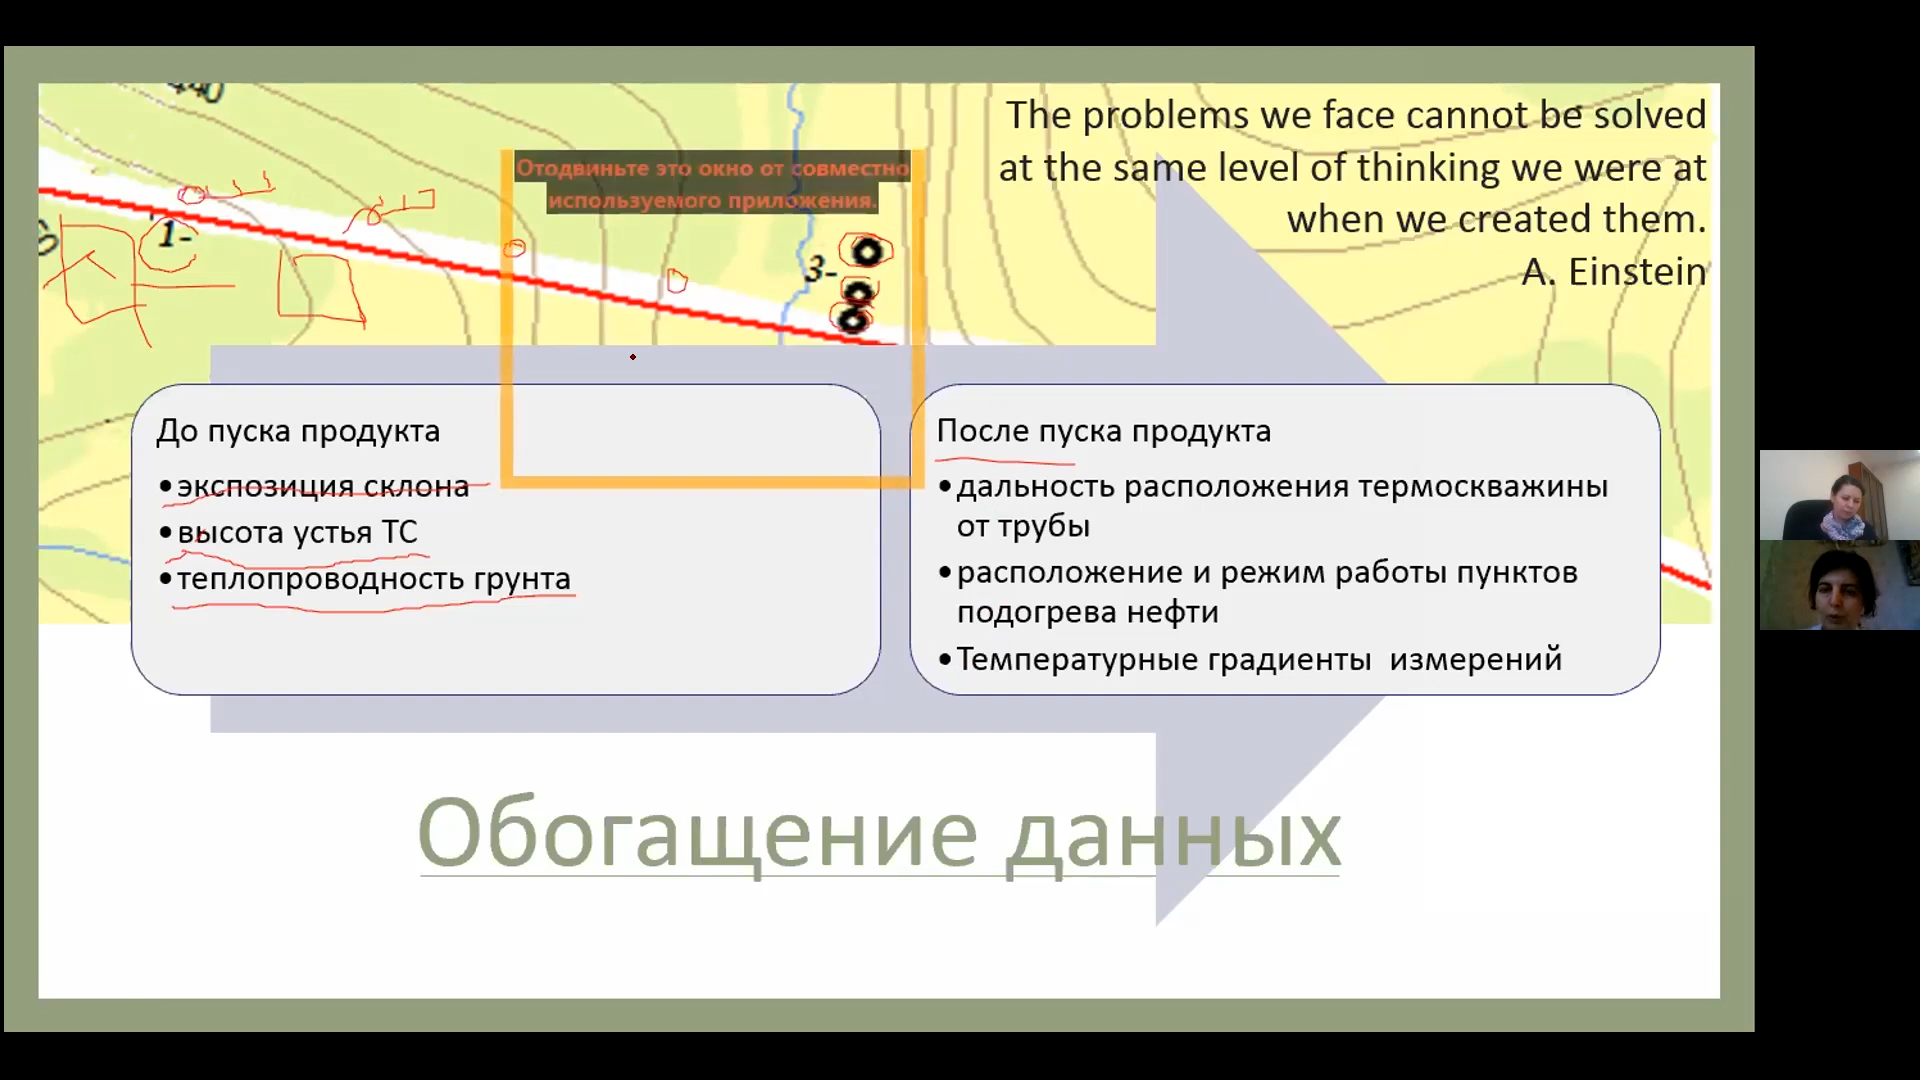 440
The problems we face cannot be solved
at the same level of thinking we were at
when we created them.
A. Einstein
Отодвиньте это окно от совместно
используемого приложения.
1-
3-
До пуска продукта
•экспозиция склона
•высота устья ТС
•теплопроводность грунта
После пуска продукта
•дальность расположения термоскважины
от трубы
•расположение и режим работы пунктов
подогрева нефти
•Температурные градиенты измерений
Обогащение данных